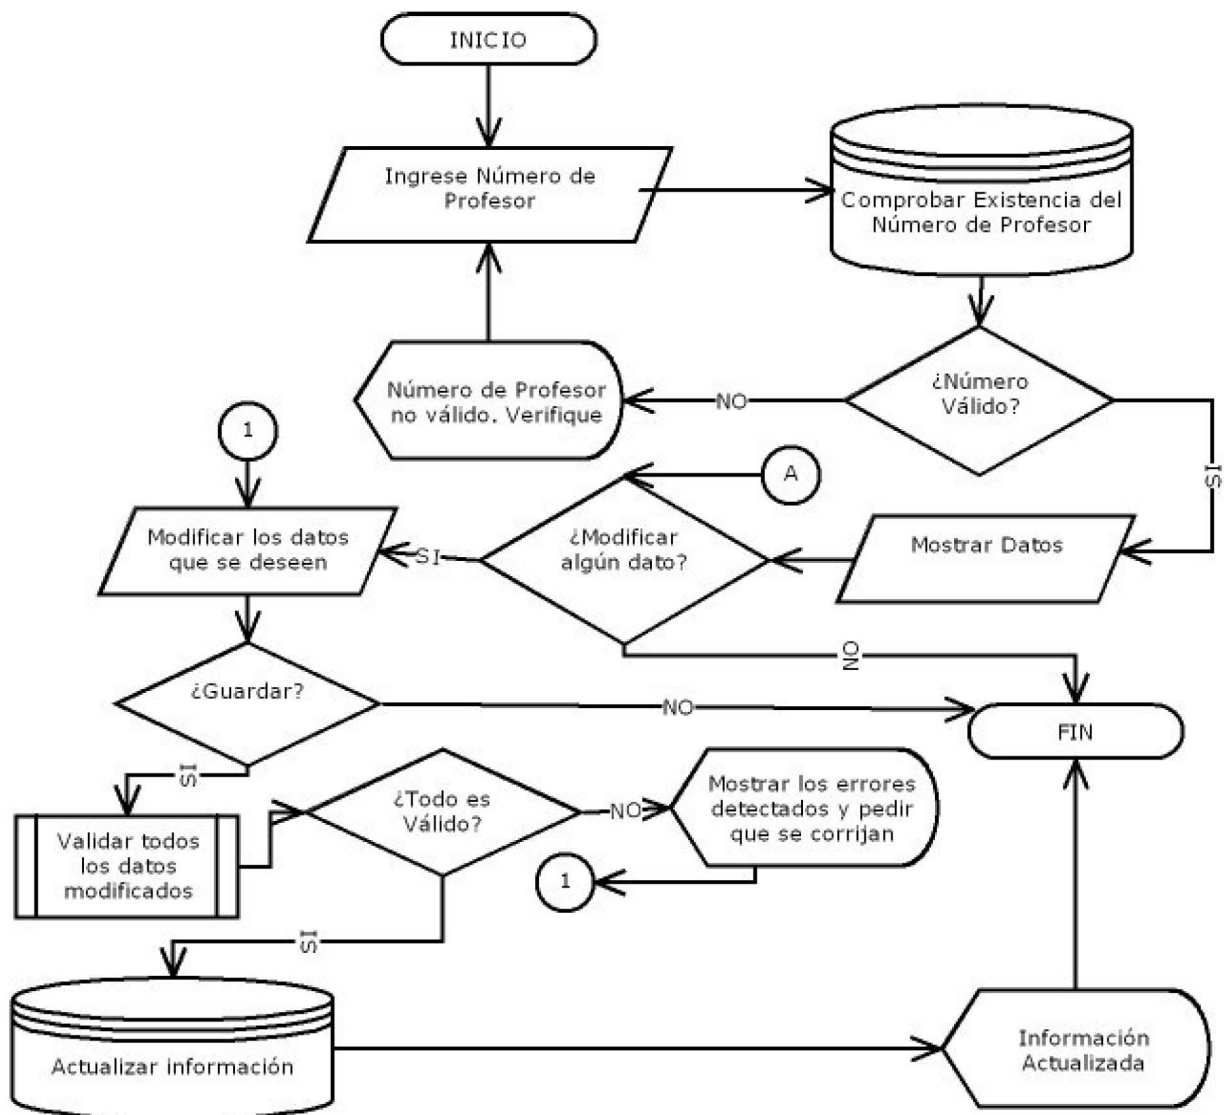 INICIO
Ingrese Número de
Profesor
Comprobar Existencia del
Número de Profesor
¿Número
Válido?
NO
Número de Profesor
no válido. Verifique
SI
1
A
Modificar los datos
que se deseen
SI
¿Modificar
algún dato?
Mostrar Datos
NO
¿Guardar?
NO
FIN
SI
Validar todos
los datos
modificados
¿Todo es
Válido?
NO
Mostrar los errores
detectados y pedir
que se corrijan
1
SI
Actualizar información
Información
Actualizada